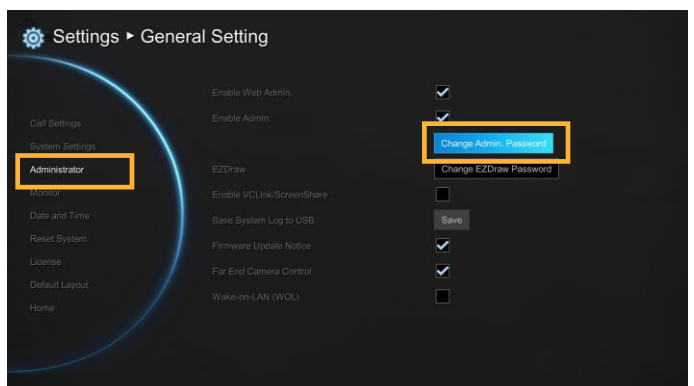 Settings ▸ General Setting
Enable Web Admin.
Call Settings
Enable Admin.
System Settings
Change Admin. Password
Administrator
EZDraw
Change EZDraw Password
Monitor
Enable VCLink/ScreenShare
Date and Time
Save System Log to USB
Save
Reset System
Firmware Update Notice
License
Far End Camera Control
Default Layout
Wake-on-LAN (WOL)
Home